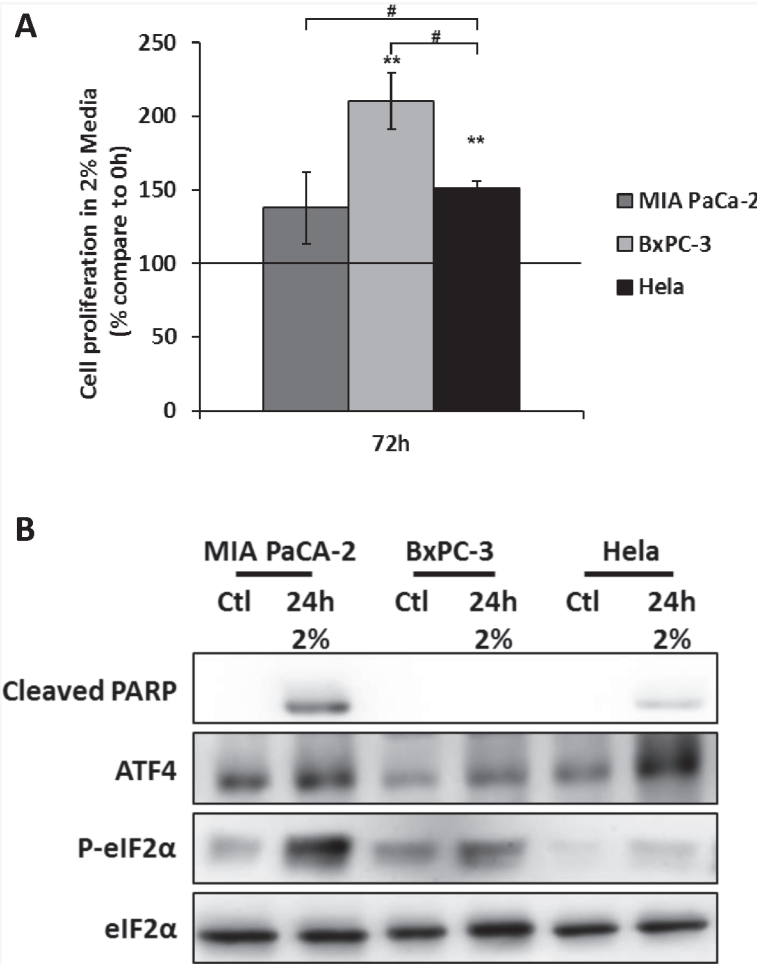 A
#
#
**
**
250
200
150
100
50
0
Cell proliferation in 2% Media
(% compare to 0h)
72h
MIA PaCa-2
BxPC-3
Hela
B
MIA PaCA-2 BxPC-3 Hela
Ctl 24h Ctl 24h Ctl 24h
2% 2% 2%
Cleaved PARP
ATF4
P-eIF2α
eIF2α